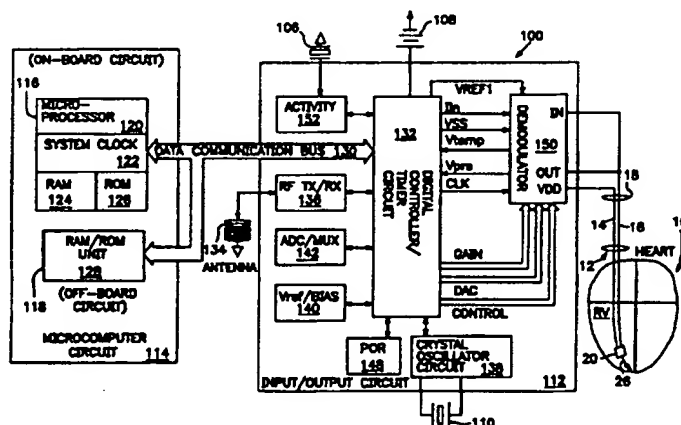 106
108
100
(ON-BOARD CIRCUIT)
116
MICRO-
PROCESSOR
120
SYSTEM CLOCK
122
RAM
124
ROM
126
DATA COMMUNICATION BUS 130
RAM/ROM
UNIT
128
118
(OFF-BOARD
CIRCUIT)
MICROCOMPUTER
CIRCUIT 114
ACTIVITY
152
RF TX/RX
136
134
ANTENNA
ADC/MUX
142
Vref/BIAS
140
POR
148
132
DIGITAL
CONTROLLER/
TIMER
CIRCUIT
VREF1
Iin
VSS
Vtemp
Vprs
CLK
GAIN
DAC
CONTROL
IN
DEMODULATOR
150
OUT
VDD
CRYSTAL
OSCILLATOR
CIRCUIT 138
INPUT/OUTPUT CIRCUIT
112
110
18
14
16
12
HEART
RV
20
26